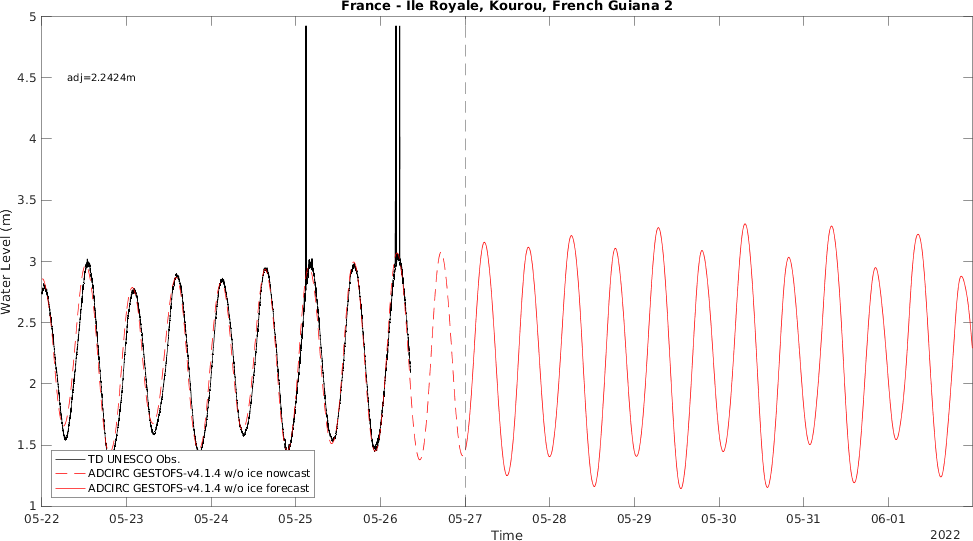 France - Ile Royale, Kourou, French Guiana 2
5
adj=2.2424m
4.5
4
3.5
3
2.5
2
1.5
1
Water Level (m)
TD UNESCO Obs.
ADCIRC GESTOFS-v4.1.4 w/o ice nowcast
ADCIRC GESTOFS-v4.1.4 w/o ice forecast
05-22 05-23 05-24 05-25 05-26 05-27 05-28 05-29 05-30 05-31 06-01
Time
2022